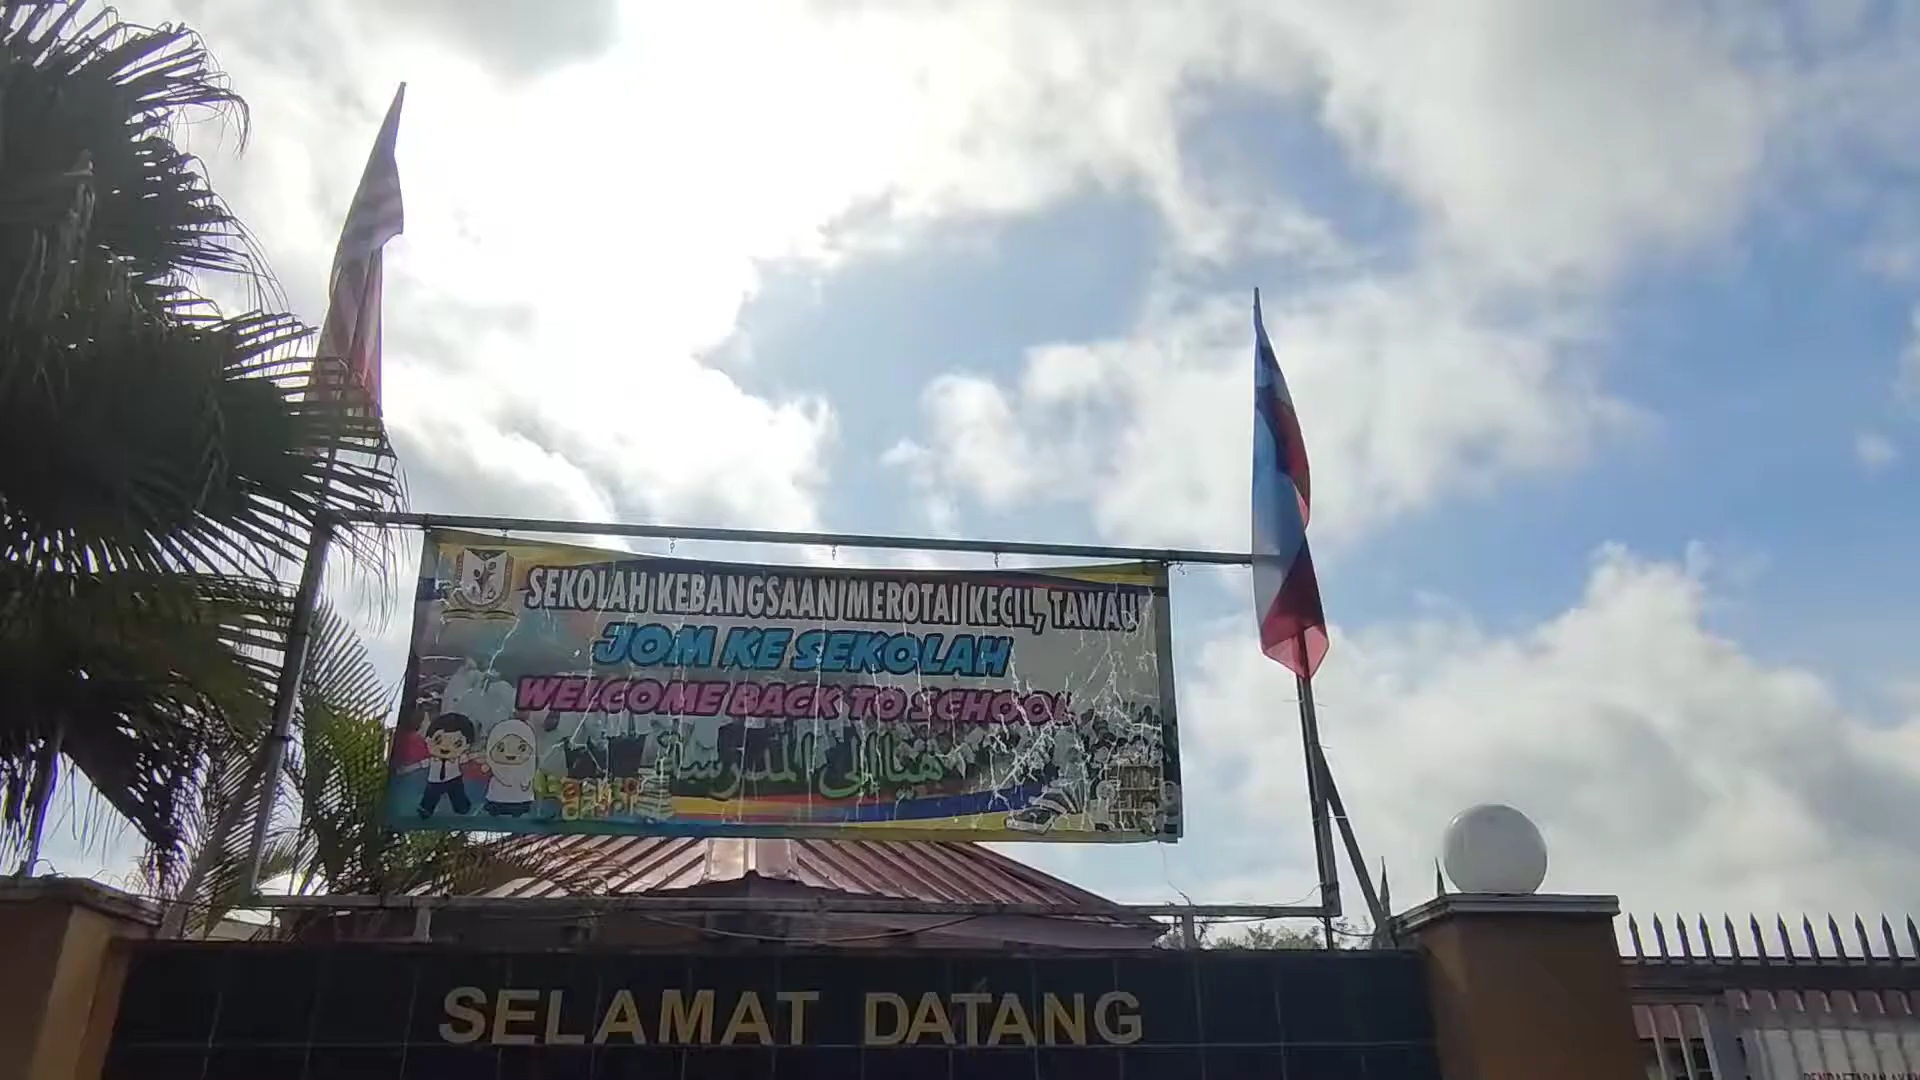 SEKOLAH KEBANGSAAN MEROTAI KECIL, TAWAU
JOM KE SEKOLAH
WELCOME BACK TO SCHOOL
هيا إلى المدرسة
SELAMAT DATANG